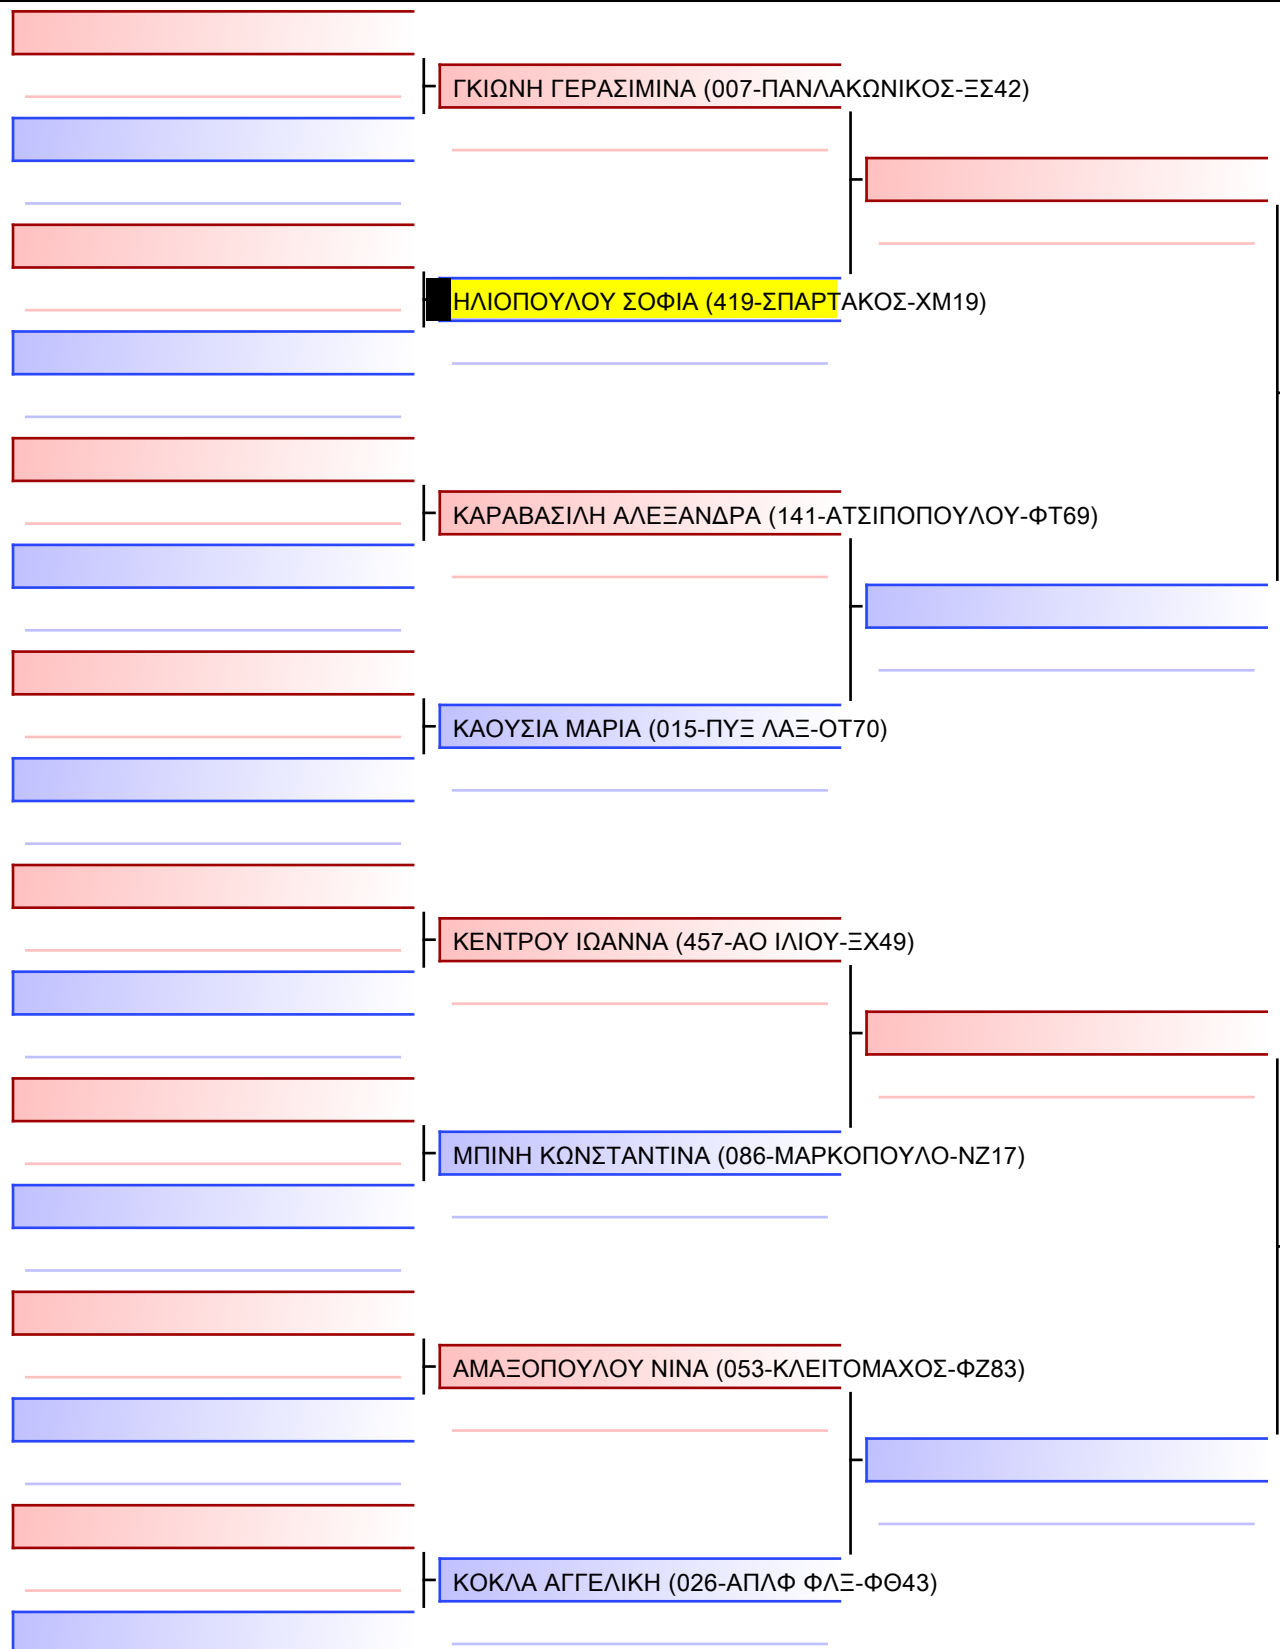 ΓΚΙΩΝΗ ΓΕΡΑΣΙΜΙΝΑ (007-ΠΑΝΛΑΚΩΝΙΚΟΣ-ΞΣ42)
ΗΛΙΟΠΟΥΛΟΥ ΣΟΦΙΑ (419-ΣΠΑΡΤΑΚΟΣ-ΧΜ19)
ΚΑΡΑΒΑΣΙΛΗ ΑΛΕΞΑΝΔΡΑ (141-ΑΤΣΙΠΟΠΟΥΛΟΥ-ΦΤ69)
ΚΑΟΥΣΙΑ ΜΑΡΙΑ (015-ΠΥΞ ΛΑΞ-ΟΤ70)
ΚΕΝΤΡΟΥ ΙΩΑΝΝΑ (457-ΑΟ ΙΛΙΟΥ-ΞΧ49)
ΜΠΙΝΗ ΚΩΝΣΤΑΝΤΙΝΑ (086-ΜΑΡΚΟΠΟΥΛΟ-ΝΖ17)
ΑΜΑΞΟΠΟΥΛΟΥ ΝΙΝΑ (053-ΚΛΕΙΤΟΜΑΧΟΣ-ΦΖ83)
ΚΟΚΛΑ ΑΓΓΕΛΙΚΗ (026-ΑΠΛΦ ΦΛΞ-ΦΘ43)